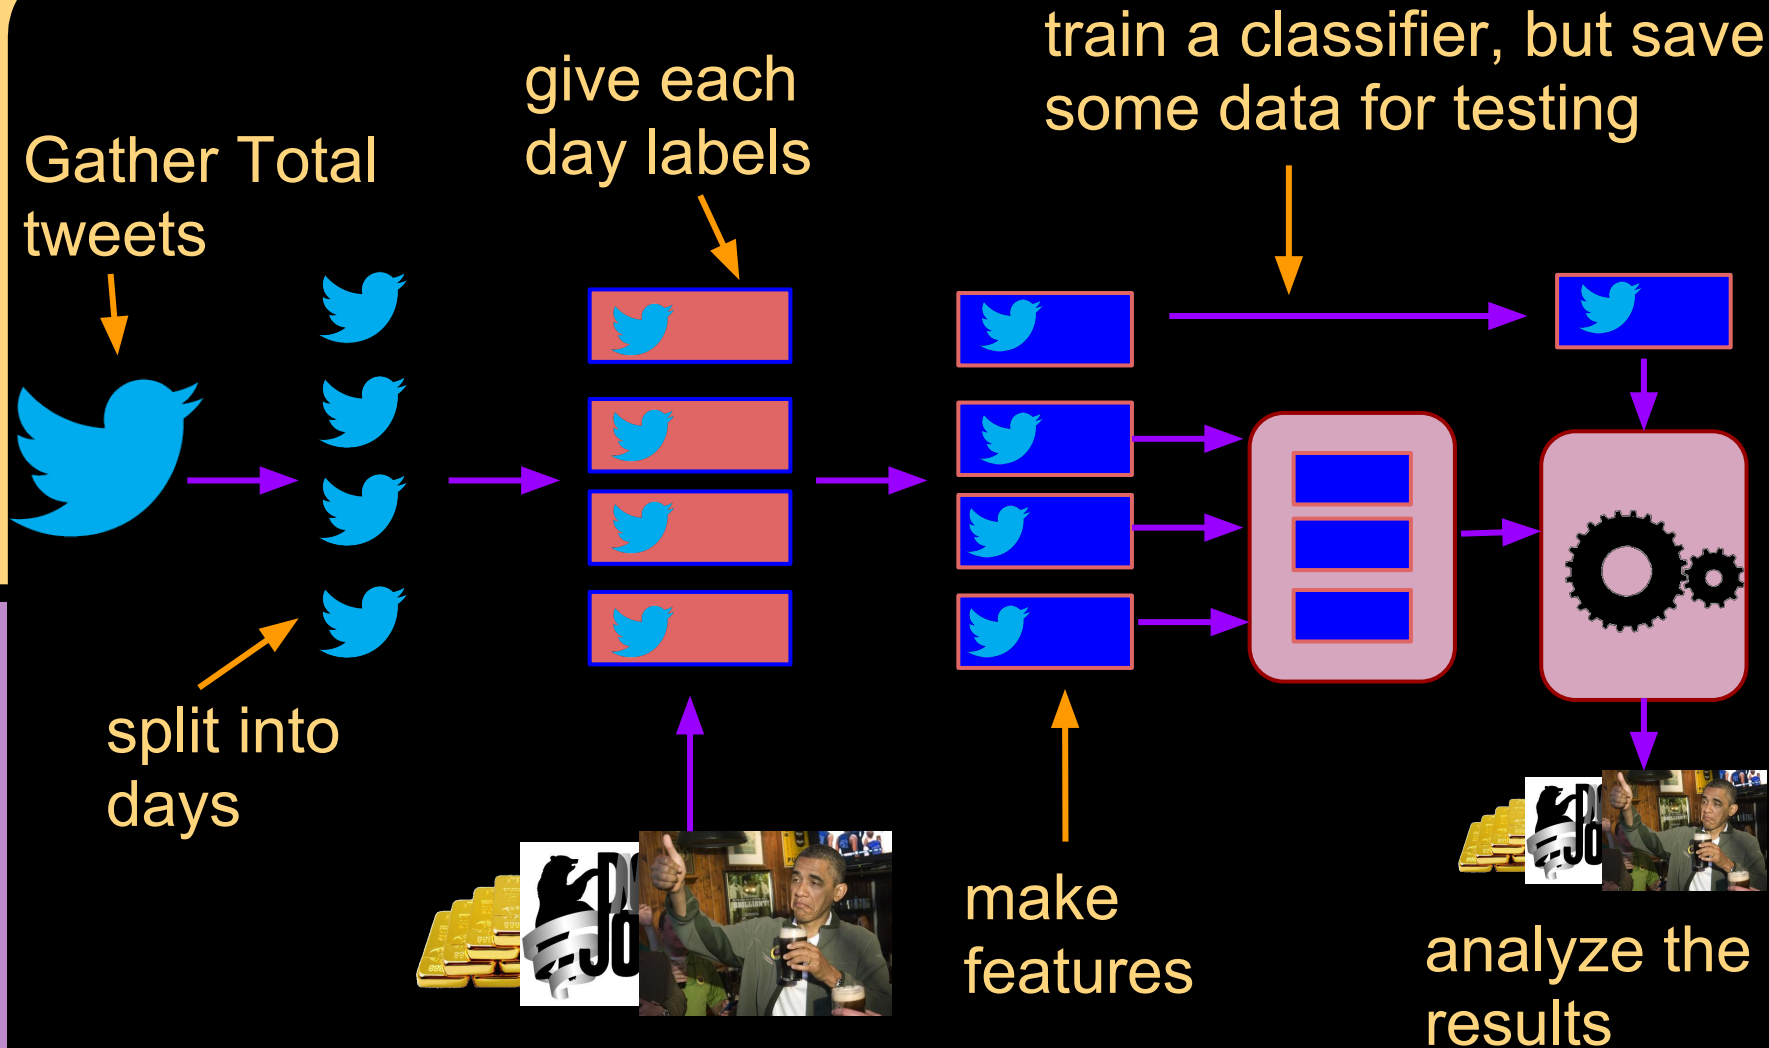 Gather Total
tweets
split into
days
give each
day labels
make
features
train a classifier, but save
some data for testing
analyze the
results